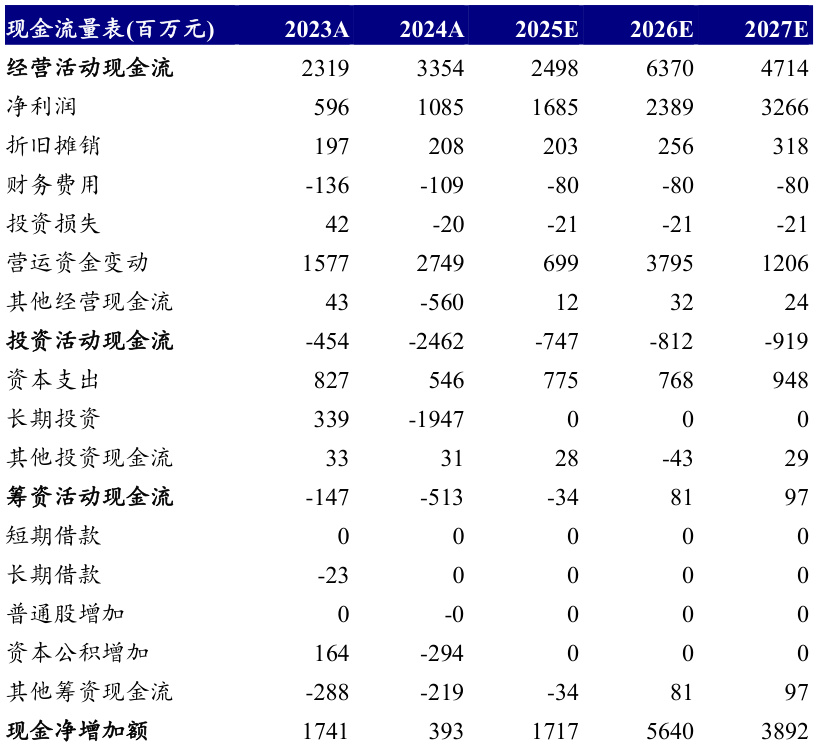 现金流量表(百万元) 2023A 2024A 2025E 2026E 2027E
经营活动现金流 2319 3354 2498 6370 4714
净利润 596 1085 1685 2389 3266
折旧摊销 197 208 203 256 318
财务费用 -136 -109 -80 -80 -80
投资损失 42 -20 -21 -21 -21
营运资金变动 1577 2749 699 3795 1206
其他经营现金流 43 -560 12 32 24
投资活动现金流 -454 -2462 -747 -812 -919
资本支出 827 546 775 768 948
长期投资 339 -1947 0 0 0
其他投资现金流 33 31 28 -43 29
筹资活动现金流 -147 -513 -34 81 97
短期借款 0 0 0 0 0
长期借款 -23 0 0 0 0
普通股增加 0 -0 0 0 0
资本公积增加 164 -294 0 0 0
其他筹资现金流 -288 -219 -34 81 97
现金净增加额 1741 393 1717 5640 3892